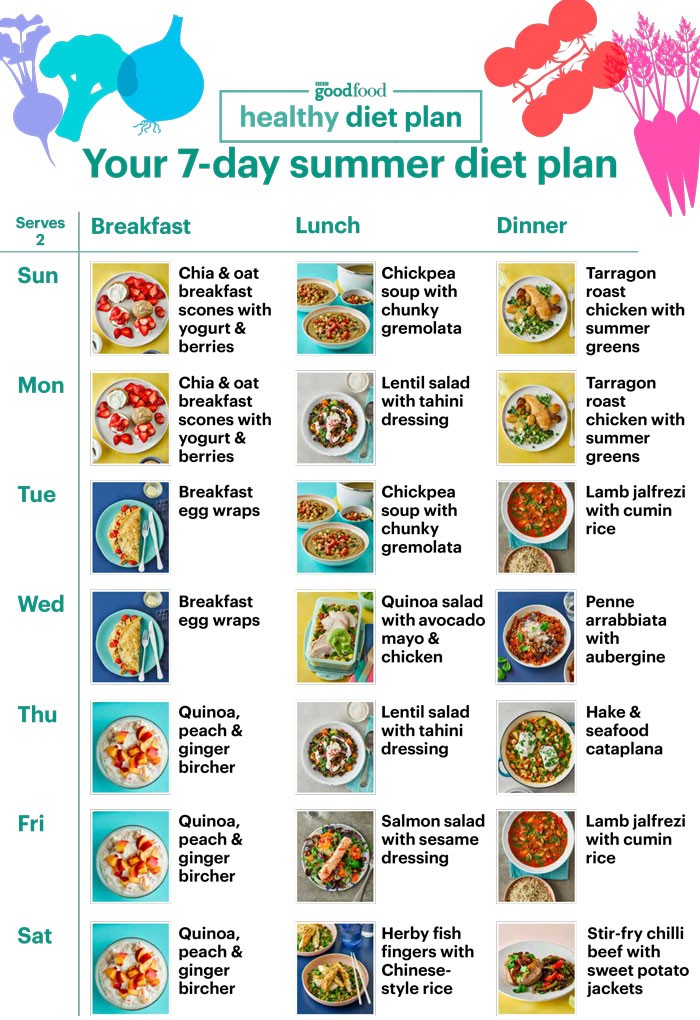 BBC
goodfood
healthy diet plan
Your 7-day summer diet plan
Serves
2
Breakfast
Lunch
Dinner
Sun
Chia & oat
breakfast
scones with
yogurt &
berries
Chickpea
soup with
chunky
gremolata
Tarragon
roast
chicken with
summer
greens
Mon
Chia & oat
breakfast
scones with
yogurt &
berries
Lentil salad
with tahini
dressing
Tarragon
roast
chicken with
summer
greens
Tue
Breakfast
egg wraps
Chickpea
soup with
chunky
gremolata
Lamb jalfrezi
with cumin
rice
Wed
Breakfast
egg wraps
Quinoa salad
with avocado
mayo &
chicken
Penne
arrabbiata
with
aubergine
Thu
Quinoa,
peach &
ginger
bircher
Lentil salad
with tahini
dressing
Hake &
seafood
cataplana
Fri
Quinoa,
peach &
ginger
bircher
Salmon salad
with sesame
dressing
Lamb jalfrezi
with cumin
rice
Sat
Quinoa,
peach &
ginger
bircher
Herby fish
fingers with
Chinese-
style rice
Stir-fry chilli
beef with
sweet potato
jackets